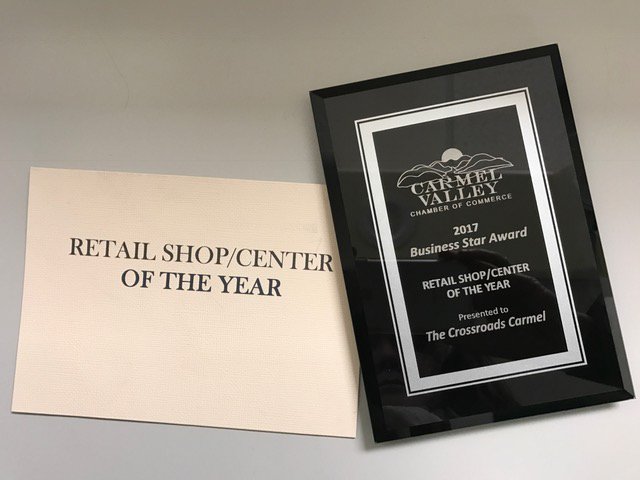 RETAIL SHOP/CENTER
OF THE YEAR
CARMEL
VALLEY
CHAMBER OF COMMERCE
2017
Business Star Award
RETAIL SHOP/CENTER
OF THE YEAR
Presented to
The Crossroads Carmel